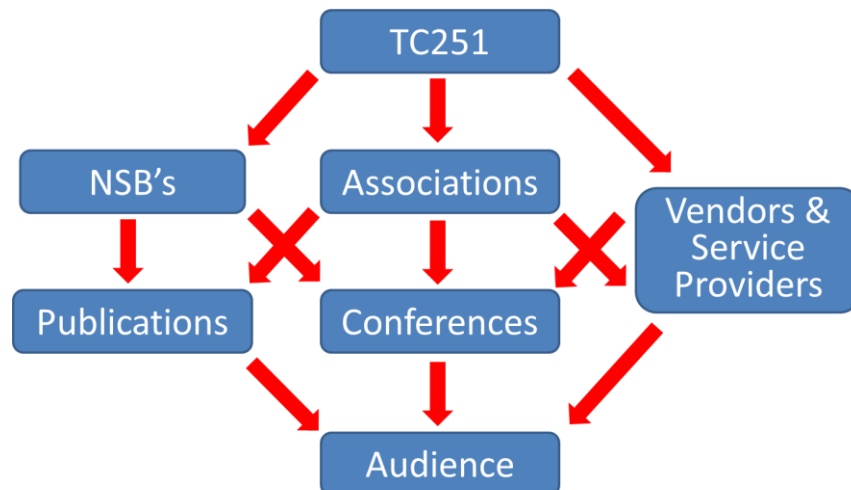 TC251
NSB’s
Associations
Vendors &
Service
Providers
Publications
Conferences
Audience